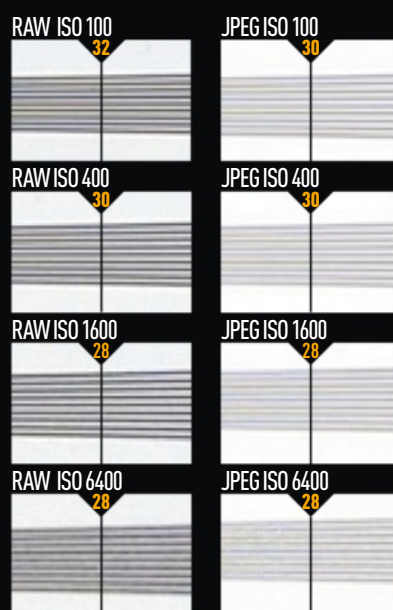 RAW ISO 100
32
JPEG ISO 100
30
RAW ISO 400
30
JPEG ISO 400
30
RAW ISO 1600
28
JPEG ISO 1600
28
RAW ISO 6400
28
JPEG ISO 6400
28